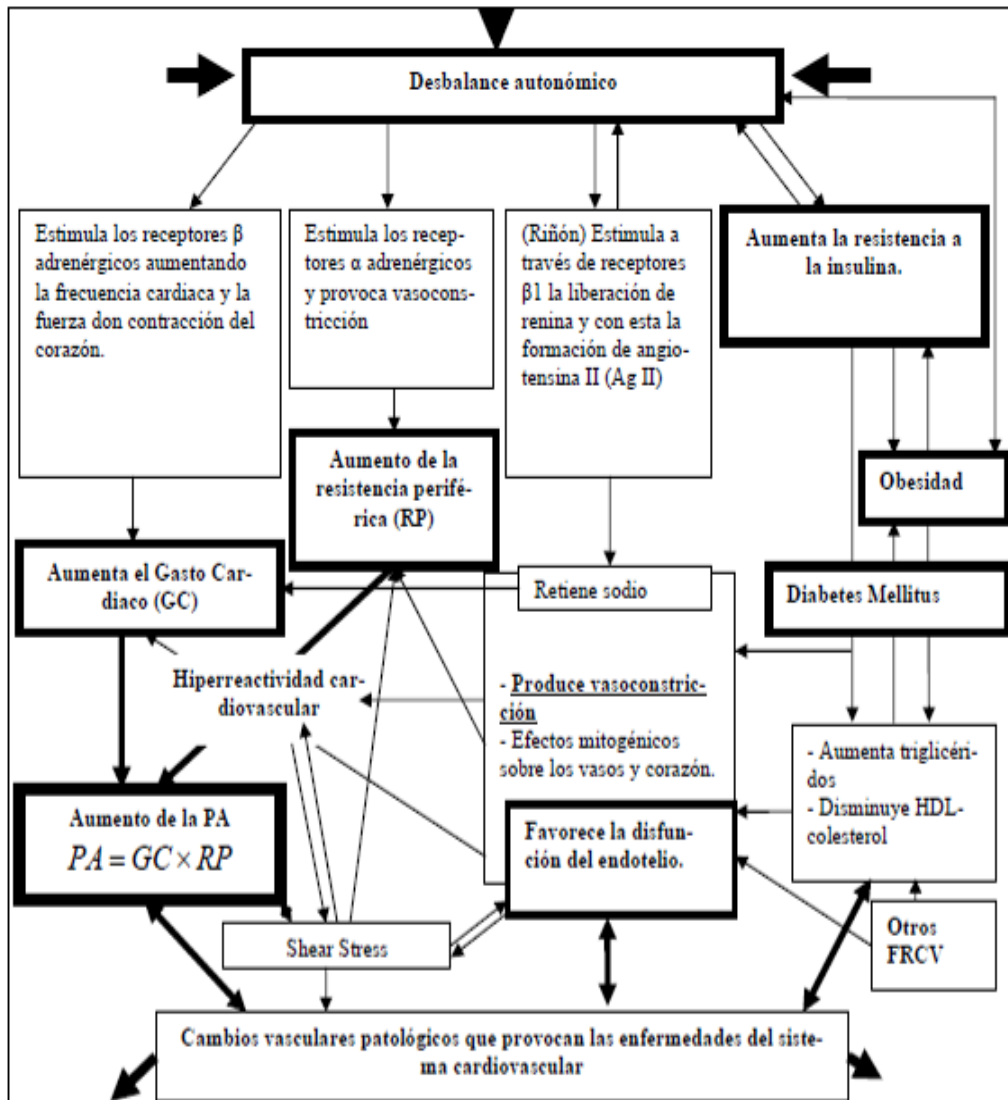 Desbalance autonómico
Estimula los receptores β
adrenérgicos aumentando
la frecuencia cardiaca y la
fuerza don contracción del
corazón.
Estimula los recep-
tores α adrenérgicos
y provoca vasocons-
tricción
(Riñón) Estimula a
través de receptores
β1 la liberación de
renina y con esta la
formación de angio-
tensina II (Ag II)
Aumenta la resistencia a
la insulina.
Aumento de la
resistencia perifé-
rica (RP)
Obesidad
Aumenta el Gasto Car-
diaco (GC)
Retiene sodio
Diabetes Mellitus
Hiperreactividad car-
diovascular
- Produce vasoconstric-
ción
- Efectos mitogénicos
sobre los vasos y corazón.
- Aumenta triglicéri-
dos
- Disminuye HDL-
colesterol
Aumento de la PA
PA = GC × RP
Favorece la disfun-
ción del endotelio.
Otros
FRCV
Shear Stress
Cambios vasculares patológicos que provocan las enfermedades del siste-
ma cardiovascular